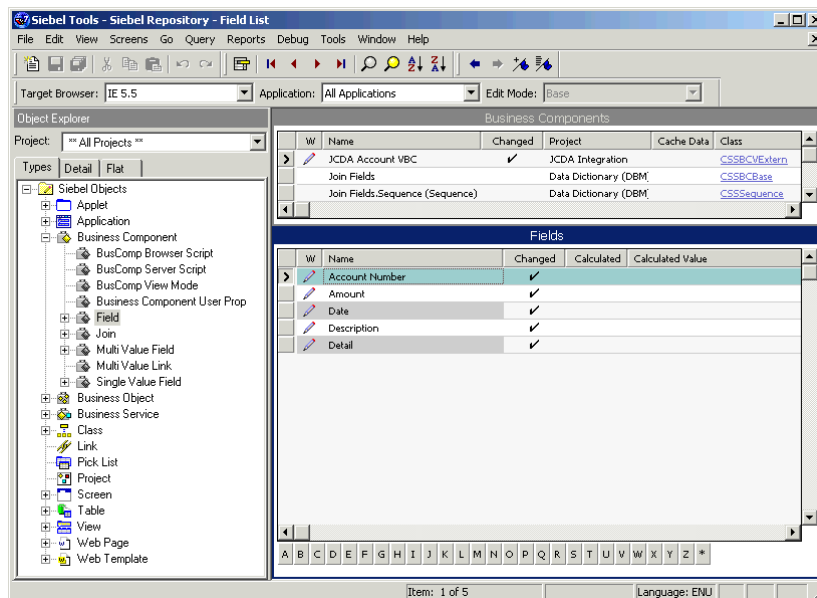 Siebel Tools - Siebel Repository - Field List
File Edit View Screens Go Query Reports Debug Tools Window Help
Target Browser: IE 5.5 Application: All Applications Edit Mode: Base
Object Explorer
Project: ** All Projects **
Types Detail Flat
Siebel Objects
Applet
Application
Business Component
BusComp Browser Script
BusComp Server Script
BusComp View Mode
Business Component User Prop
Field
Join
Multi Value Field
Multi Value Link
Single Value Field
Business Object
Business Service
Class
Link
Pick List
Project
Screen
Table
View
Web Page
Web Template
Business Components
W Name Changed Project Cache Data Class
JCDA Account VBC ✓ JCDA Integration CSSBCVExtern
Join Fields Data Dictionary (DBM) CSSBCBase
Join Fields.Sequence (Sequence) Data Dictionary (DBM) CSSSequence
Fields
W Name Changed Calculated Calculated Value
Account Number ✓
Amount ✓
Date ✓
Description ✓
Detail ✓
A B C D E F G H I J K L M N O P Q R S T U V W X Y Z *
Item: 1 of 5 Language: ENU